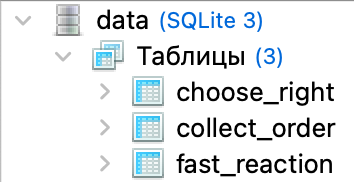 data (SQLite 3)
Таблицы (3)
choose_right
collect_order
fast_reaction